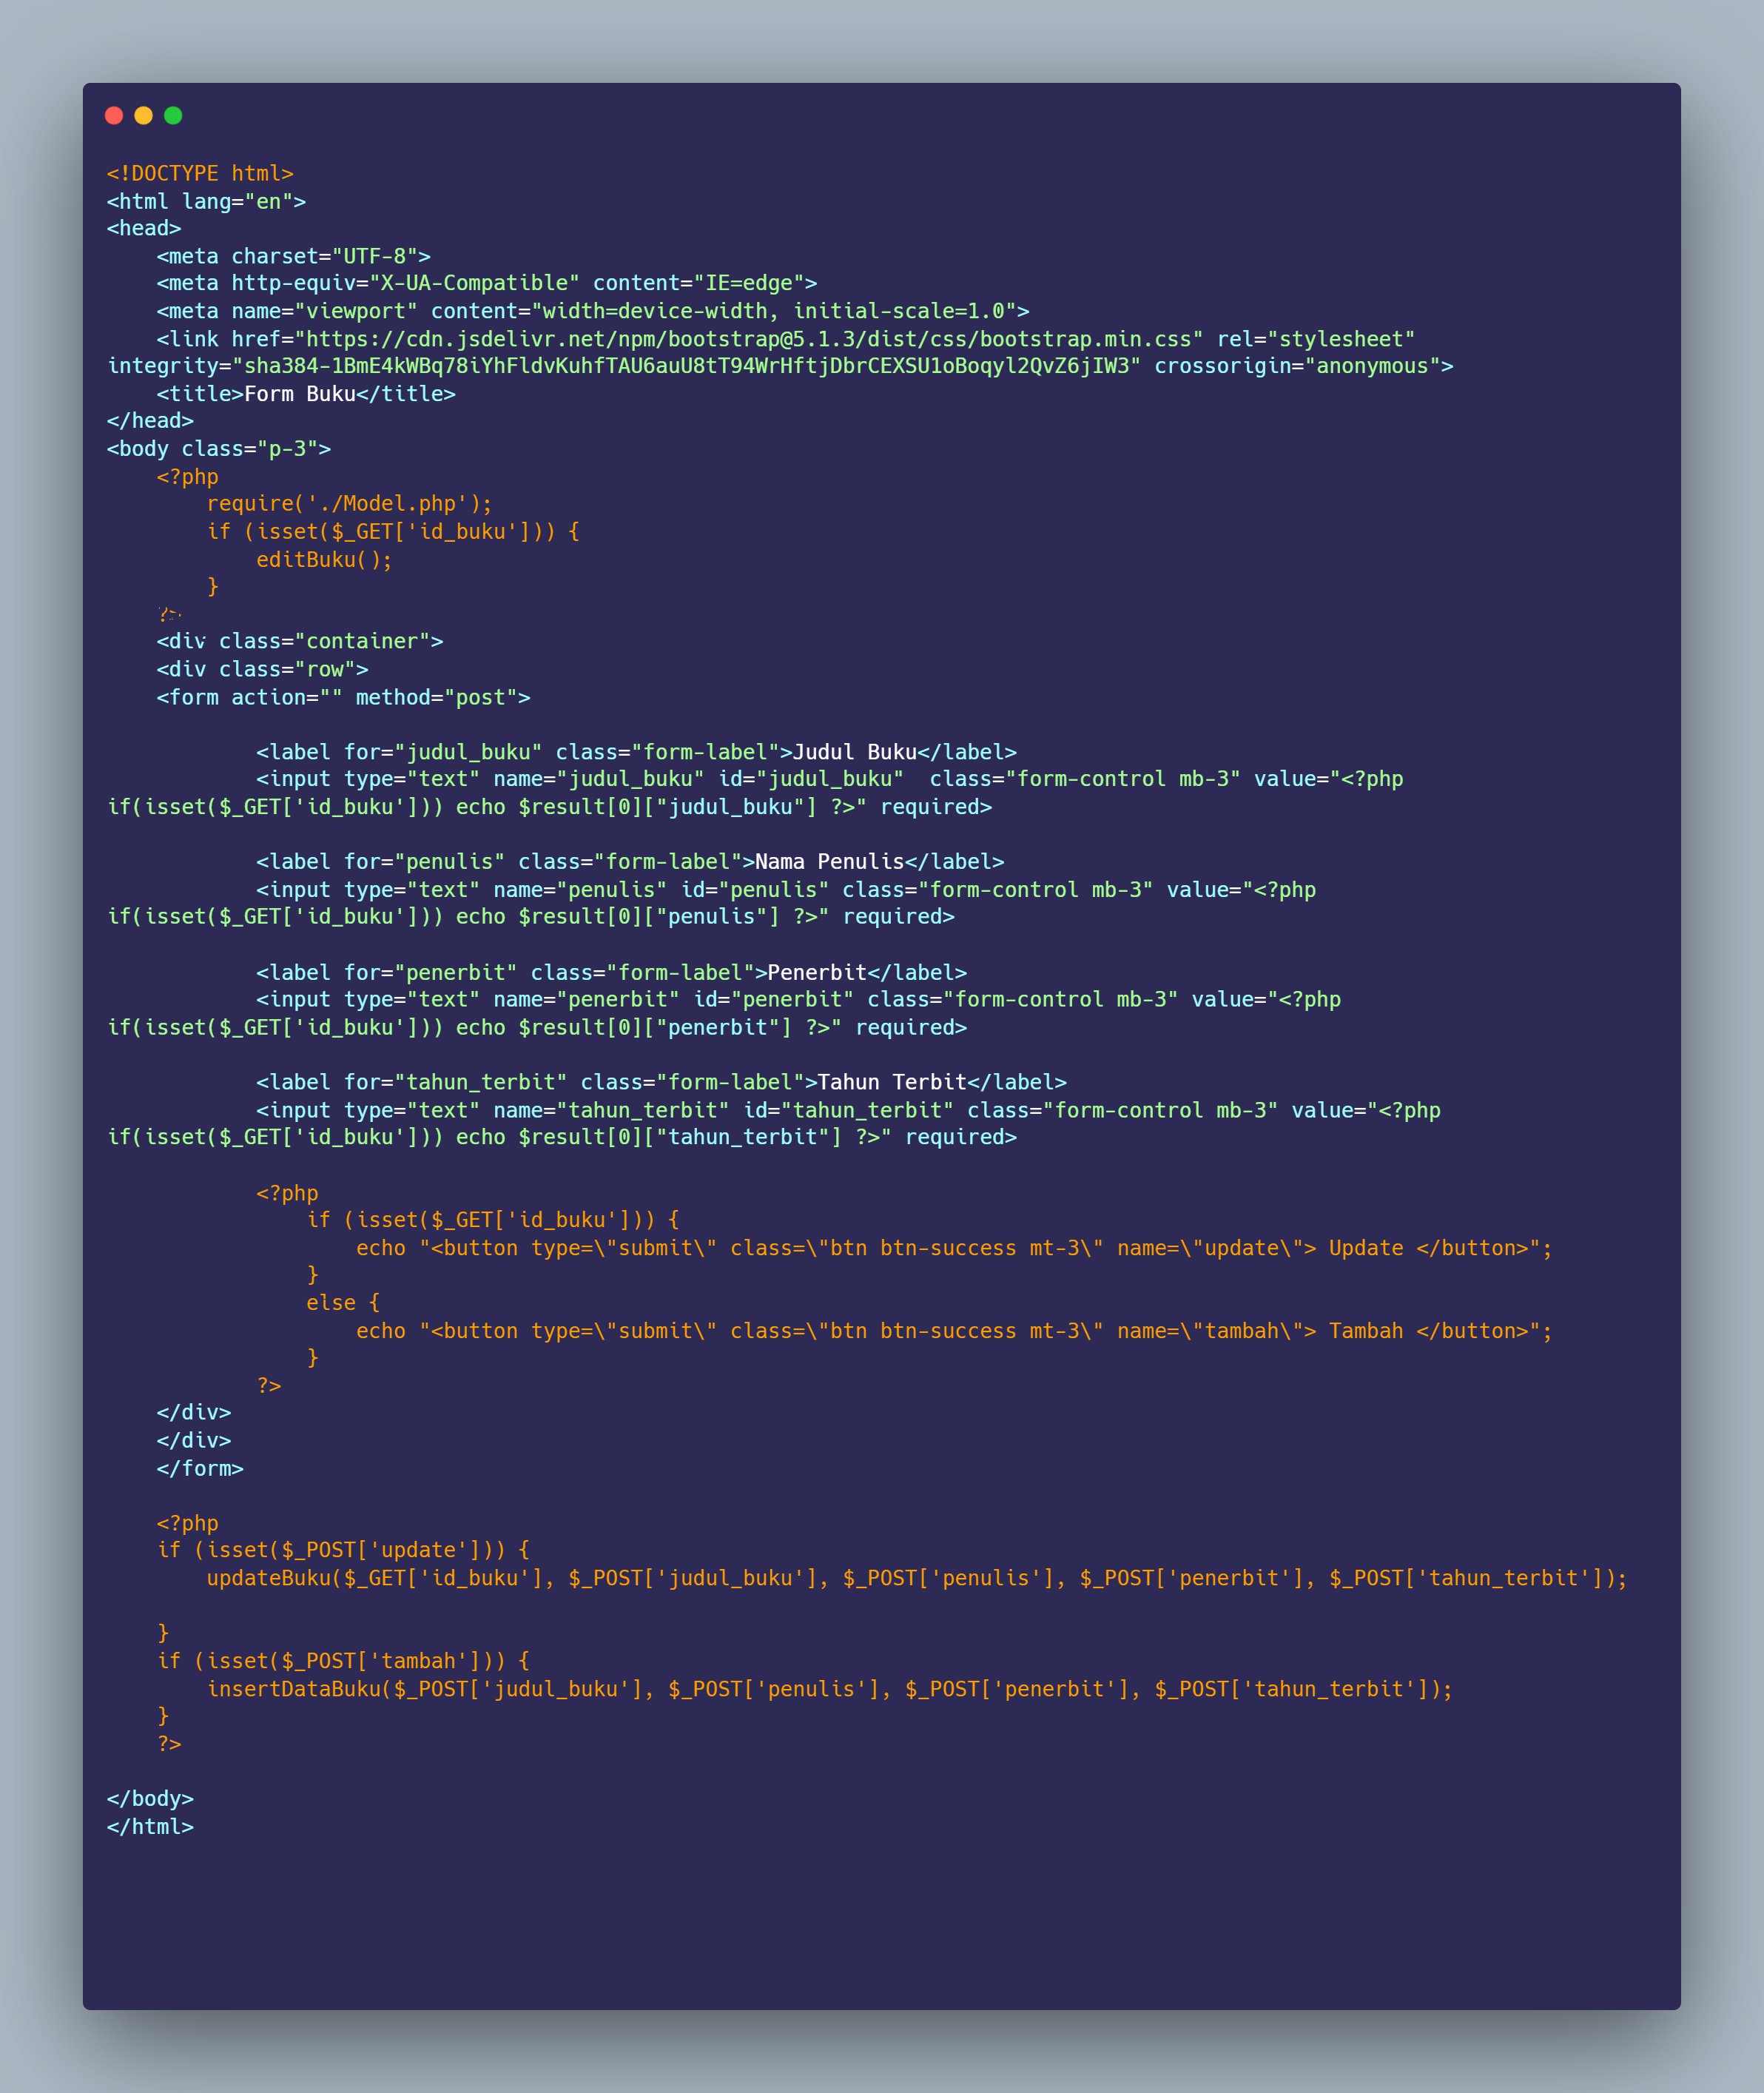 <!DOCTYPE html>
<html lang="en">
<head>
    <meta charset="UTF-8">
    <meta http-equiv="X-UA-Compatible" content="IE=edge">
    <meta name="viewport" content="width=device-width, initial-scale=1.0">
    <link href="https://cdn.jsdelivr.net/npm/bootstrap@5.1.3/dist/css/bootstrap.min.css" rel="stylesheet"
integrity="sha384-1BmE4kWBq78iYhFldvKuhfTAU6auU8tT94WrHftjDbrCEXSU1oBoqyl2QvZ6jIW3" crossorigin="anonymous">
    <title>Form Buku</title>
</head>
<body class="p-3">
    <?php
        require('./Model.php');
        if (isset($_GET['id_buku'])) {
            editBuku();
        }
    ?>
    <div class="container">
    <div class="row">
    <form action="" method="post">

            <label for="judul_buku" class="form-label">Judul Buku</label>
            <input type="text" name="judul_buku" id="judul_buku"  class="form-control mb-3" value="<?php
if(isset($_GET['id_buku'])) echo $result[0]["judul_buku"] ?>" required>

            <label for="penulis" class="form-label">Nama Penulis</label>
            <input type="text" name="penulis" id="penulis" class="form-control mb-3" value="<?php
if(isset($_GET['id_buku'])) echo $result[0]["penulis"] ?>" required>

            <label for="penerbit" class="form-label">Penerbit</label>
            <input type="text" name="penerbit" id="penerbit" class="form-control mb-3" value="<?php
if(isset($_GET['id_buku'])) echo $result[0]["penerbit"] ?>" required>

            <label for="tahun_terbit" class="form-label">Tahun Terbit</label>
            <input type="text" name="tahun_terbit" id="tahun_terbit" class="form-control mb-3" value="<?php
if(isset($_GET['id_buku'])) echo $result[0]["tahun_terbit"] ?>" required>

            <?php
                if (isset($_GET['id_buku'])) {
                    echo "<button type=\"submit\" class=\"btn btn-success mt-3\" name=\"update\"> Update </button>";
                }
                else {
                    echo "<button type=\"submit\" class=\"btn btn-success mt-3\" name=\"tambah\"> Tambah </button>";
                }
            ?>
    </div>
    </div>
    </form>

    <?php
    if (isset($_POST['update'])) {
        updateBuku($_GET['id_buku'], $_POST['judul_buku'], $_POST['penulis'], $_POST['penerbit'], $_POST['tahun_terbit']);

    }
    if (isset($_POST['tambah'])) {
        insertDataBuku($_POST['judul_buku'], $_POST['penulis'], $_POST['penerbit'], $_POST['tahun_terbit']);
    }
    ?>

</body>
</html>